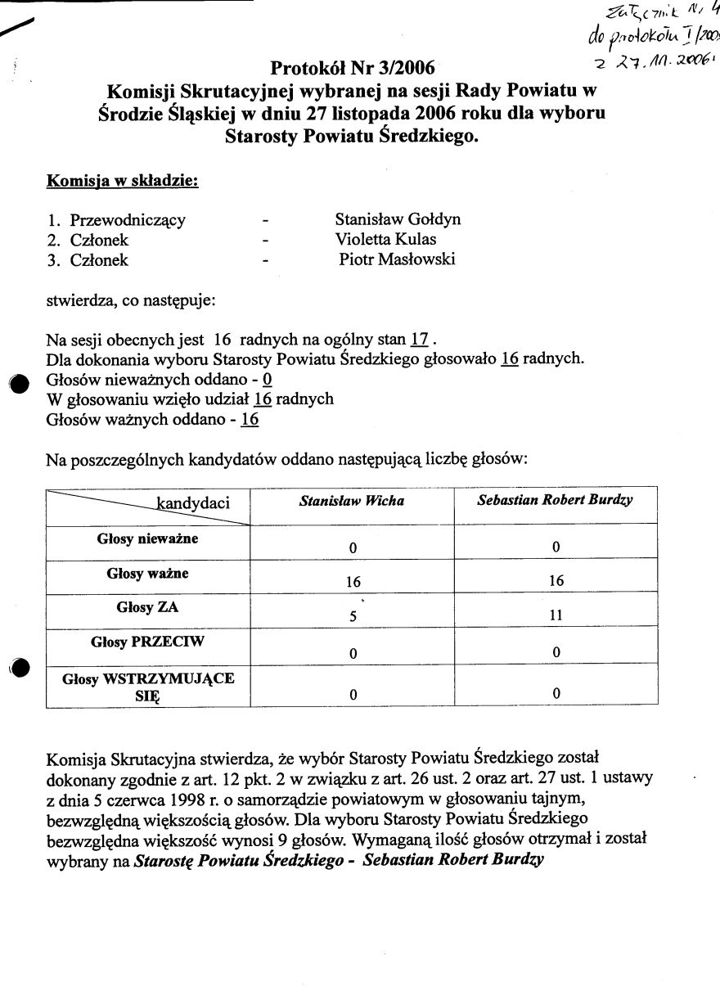 Załącznik Nr 4
do protokołu I/200
z 27.11.2006.
Protokół Nr 3/2006
Komisji Skrutacyjnej wybranej na sesji Rady Powiatu w
Środzie Śląskiej w dniu 27 listopada 2006 roku dla wyboru
Starosty Powiatu Średzkiego.
Komisja w składzie:
1. Przewodniczący - Stanisław Gołdyn
2. Członek - Violetta Kulas
3. Członek - Piotr Masłowski
stwierdza, co następuje:
Na sesji obecnych jest 16 radnych na ogólny stan 17 .
Dla dokonania wyboru Starosty Powiatu Średzkiego głosowało 16 radnych.
Głosów nieważnych oddano - 0
W głosowaniu wzięło udział 16 radnych
Głosów ważnych oddano - 16
Na poszczególnych kandydatów oddano następującą liczbę głosów:
kandydaci Stanisław Wicha Sebastian Robert Burdzy
Głosy nieważne 0 0
Głosy ważne 16 16
Głosy ZA 5 11
Głosy PRZECIW 0 0
Głosy WSTRZYMUJĄCE
SIĘ 0 0
Komisja Skrutacyjna stwierdza, że wybór Starosty Powiatu Średzkiego został
dokonany zgodnie z art. 12 pkt. 2 w związku z art. 26 ust. 2 oraz art. 27 ust. 1 ustawy
z dnia 5 czerwca 1998 r. o samorządzie powiatowym w głosowaniu tajnym,
bezwzględną większością głosów. Dla wyboru Starosty Powiatu Średzkiego
bezwzględna większość wynosi 9 głosów. Wymaganą ilość głosów otrzymał i został
wybrany na Starostę Powiatu Średzkiego - Sebastian Robert Burdzy